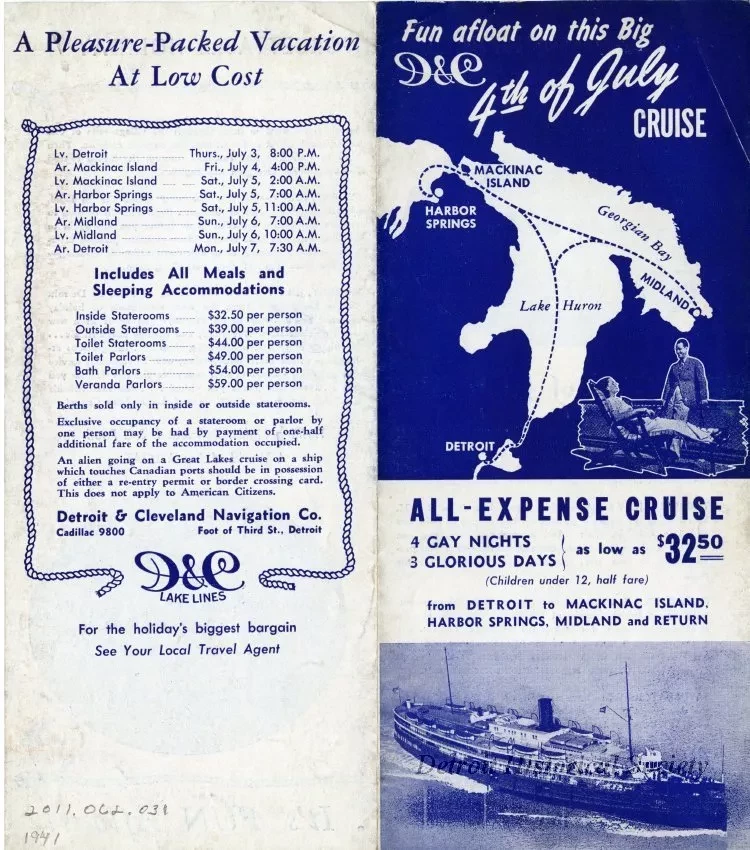 A Pleasure-Packed Vacation
At Low Cost
Lv. Detroit Thurs., July 3, 8:00 P.M.
Ar. Mackinac Island Fri., July 4, 4:00 P.M.
Lv. Mackinac Island Sat., July 5, 2:00 A.M.
Ar. Harbor Springs Sat., July 5, 7:00 A.M.
Lv. Harbor Springs Sat., July 5, 11:00 A.M.
Ar. Midland Sun., July 6, 7:00 A.M.
Lv. Midland Sun., July 6, 10:00 A.M.
Ar. Detroit Mon., July 7, 7:30 A.M.
Includes All Meals and
Sleeping Accommodations
Inside Staterooms $32.50 per person
Outside Staterooms $39.00 per person
Toilet Staterooms $44.00 per person
Toilet Parlors $49.00 per person
Bath Parlors $54.00 per person
Veranda Parlors $59.00 per person
Berths sold only in inside or outside staterooms.
Exclusive occupancy of a stateroom or parlor by
one person may be had by payment of one-half
additional fare of the accommodation occupied.
An alien going on a Great Lakes cruise on a ship
which touches Canadian ports should be in possession
of either a re-entry permit or border crossing card.
This does not apply to American Citizens.
Detroit & Cleveland Navigation Co.
Cadillac 9800 Foot of Third St., Detroit
D&C
LAKE LINES
For the holiday's biggest bargain
See Your Local Travel Agent
2011.062.031
1941
Fun afloat on this Big
D&C
4th of July
CRUISE
MACKINAC
ISLAND
HARBOR
SPRINGS
Georgian Bay
MIDLAND
Lake Huron
DETROIT
ALL-EXPENSE CRUISE
4 GAY NIGHTS
3 GLORIOUS DAYS
as low as $32 50
(Children under 12, half fare)
from DETROIT to MACKINAC ISLAND,
HARBOR SPRINGS, MIDLAND and RETURN
Detroit Historical Society